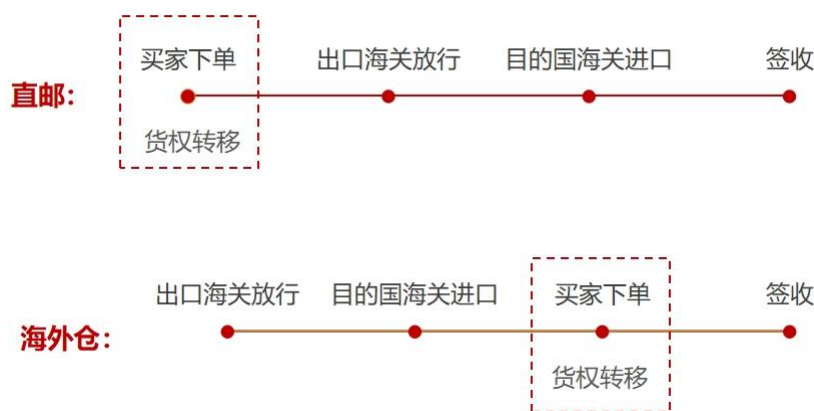 买家下单 出口海关放行 目的国海关进口 签收
直邮：
货权转移
出口海关放行 目的国海关进口 买家下单 签收
海外仓：
货权转移